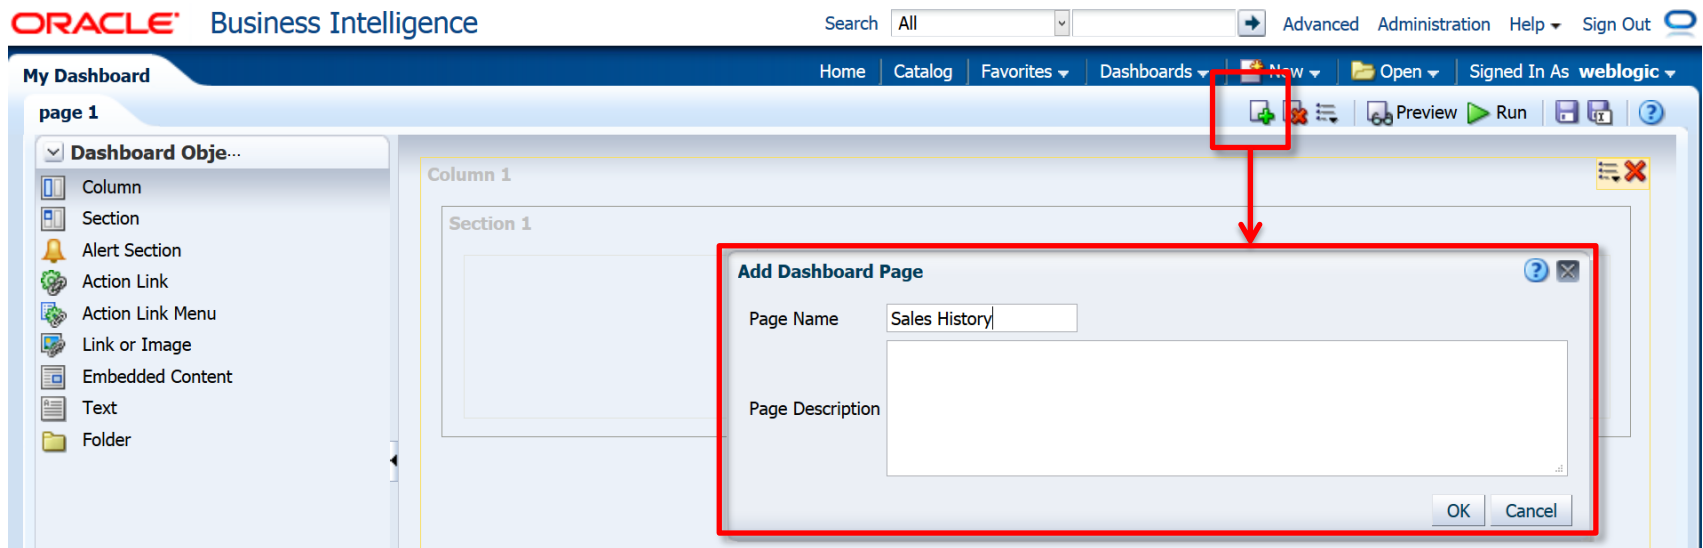 ORACLE Business Intelligence
Search All Advanced Administration Help Sign Out
My Dashboard Home Catalog Favorites Dashboards New Open Signed In As weblogic
page 1 Preview Run
Dashboard Obje...
Column
Section
Alert Section
Action Link
Action Link Menu
Link or Image
Embedded Content
Text
Folder
Column 1
Section 1
Add Dashboard Page
Page Name Sales History
Page Description
OK Cancel